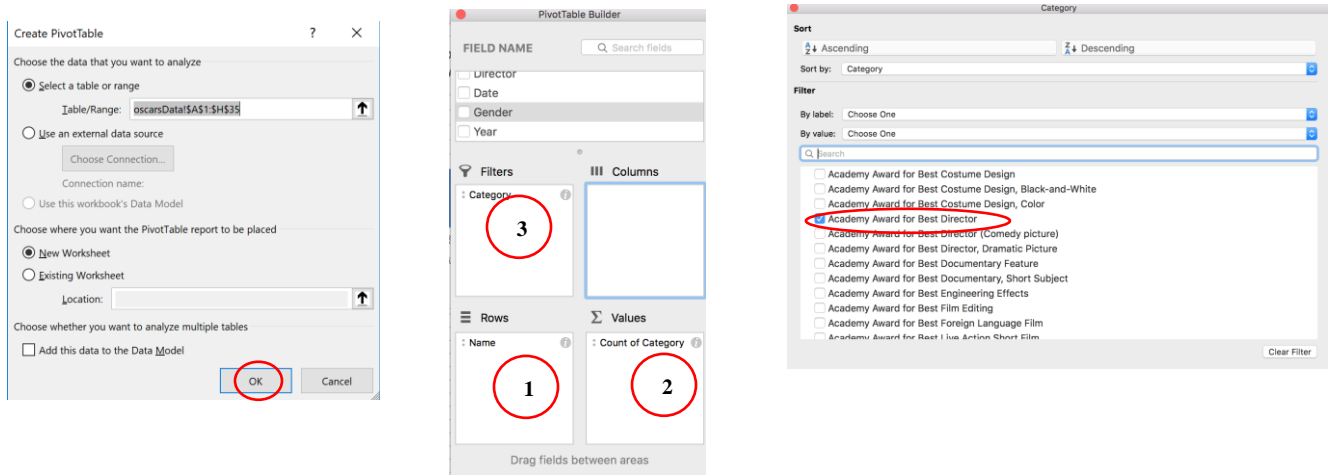 Create PivotTable
?
Choose the data that you want to analyze
Select a table or range
Table/Range: oscarsData!$A$1:$H$35
Use an external data source
Choose Connection...
Connection name:
Use this workbook's Data Model
Choose where you want the PivotTable report to be placed
New Worksheet
Existing Worksheet
Location:
Choose whether you want to analyze multiple tables
Add this data to the Data Model
OK Cancel
PivotTable Builder
FIELD NAME Search fields
Director
Date
Gender
Year
Filters Columns
Category
3
Rows Values
Name Count of Category
1 2
Drag fields between areas
Category
Sort
Ascending Descending
Sort by: Category
Filter
By label: Choose One
By value: Choose One
Search
Academy Award for Best Costume Design
Academy Award for Best Costume Design, Black-and-White
Academy Award for Best Costume Design, Color
Academy Award for Best Director
Academy Award for Best Director (Comedy picture)
Academy Award for Best Director, Dramatic Picture
Academy Award for Best Documentary Feature
Academy Award for Best Documentary, Short Subject
Academy Award for Best Engineering Effects
Academy Award for Best Film Editing
Academy Award for Best Foreign Language Film
Academy Award for Best Live Action Short Film
Clear Filter